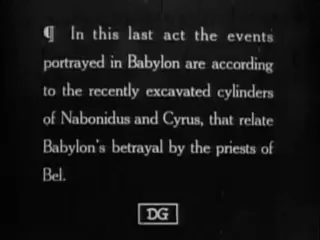 ¶ In this last act the events
portrayed in Babylon are according
to the recently excavated cylinders
of Nabonidus and Cyrus, that relate
Babylon's betrayal by the priests of
Bel.
DG